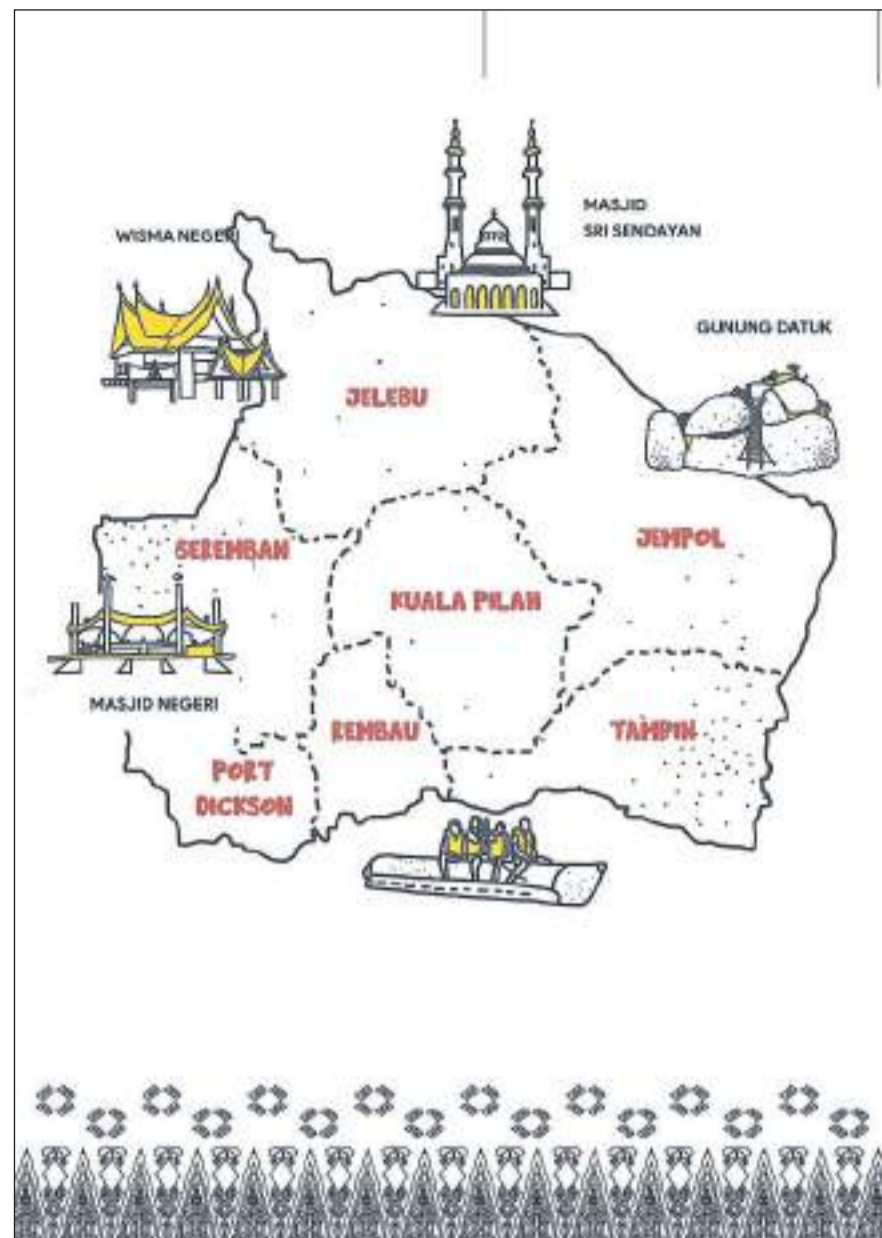 MASJID
SRI SENDAYAN
WISMA NEGERI
GUNUNG DATUK
JELEBU
SEREMBAN
JEMPOL
KUALA PILAH
MASJID NEGERI
REMBAU
TAMPIN
PORT
DICKSON